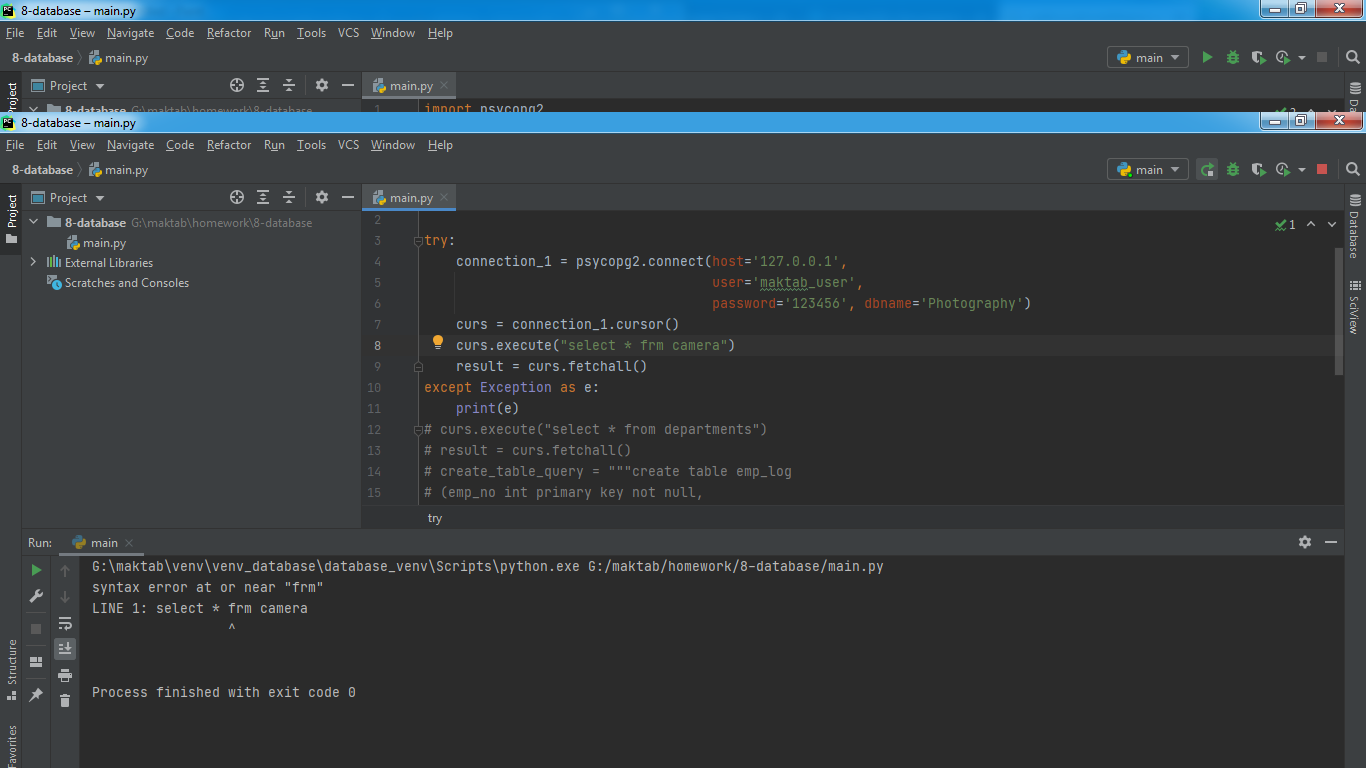 8-database – main.py
File Edit View Navigate Code Refactor Run Tools VCS Window Help
8-database main.py main
Project Project main.py
8-database G:\maktab\homework\8-database 1 import psycopg2
8-database – main.py
File Edit View Navigate Code Refactor Run Tools VCS Window Help
8-database main.py main
Project Project main.py
8-database G:\maktab\homework\8-database
main.py
External Libraries
Scratches and Consoles
2
1
3 try:
4 connection_1 = psycopg2.connect(host='127.0.0.1',
5 user='maktab_user',
6 password='123456', dbname='Photography')
7 curs = connection_1.cursor()
8 curs.execute("select * frm camera")
9 result = curs.fetchall()
10 except Exception as e:
11 print(e)
12 # curs.execute("select * from departments")
13 # result = curs.fetchall()
14 # create_table_query = """create table emp_log
15 # (emp_no int primary key not null,
try
Database
SciView
Run: main
G:\maktab\venv\venv_database\database_venv\Scripts\python.exe G:/maktab/homework/8-database/main.py
syntax error at or near "frm"
LINE 1: select * frm camera
^
Process finished with exit code 0
Structure
Favorites